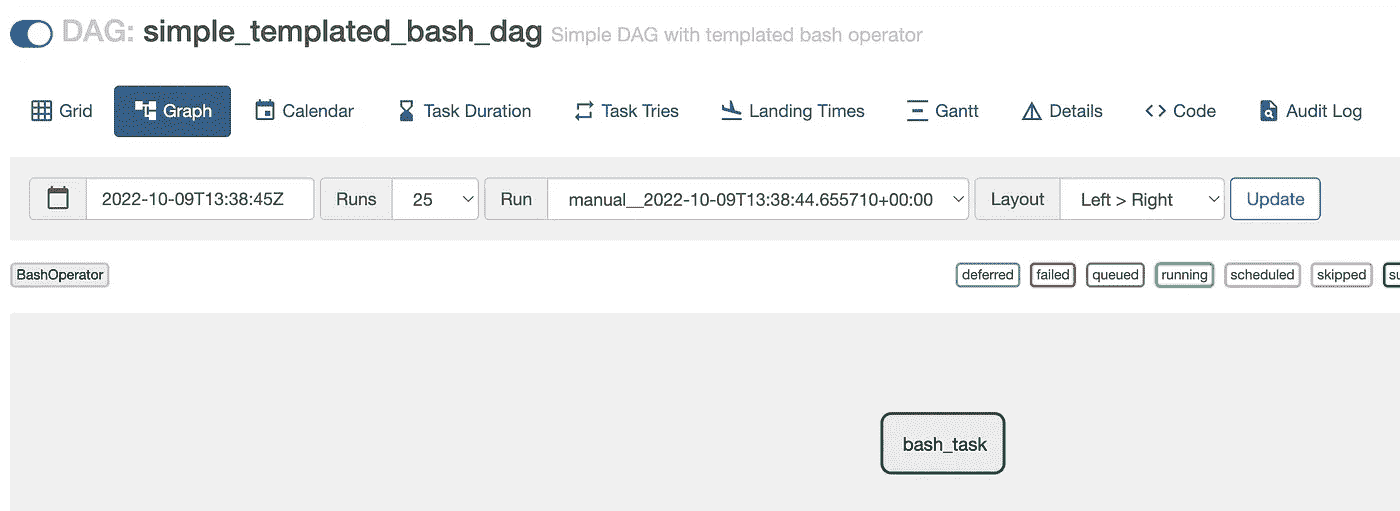 DAG: simple_templated_bash_dag Simple DAG with templated bash operator
Grid Graph Calendar Task Duration Task Tries Landing Times Gantt Details <> Code Audit Log
2022-10-09T13:38:45Z Runs 25 Run manual__2022-10-09T13:38:44.655710+00:00 Layout Left > Right Update
BashOperator deferred failed queued running scheduled skipped su
bash_task